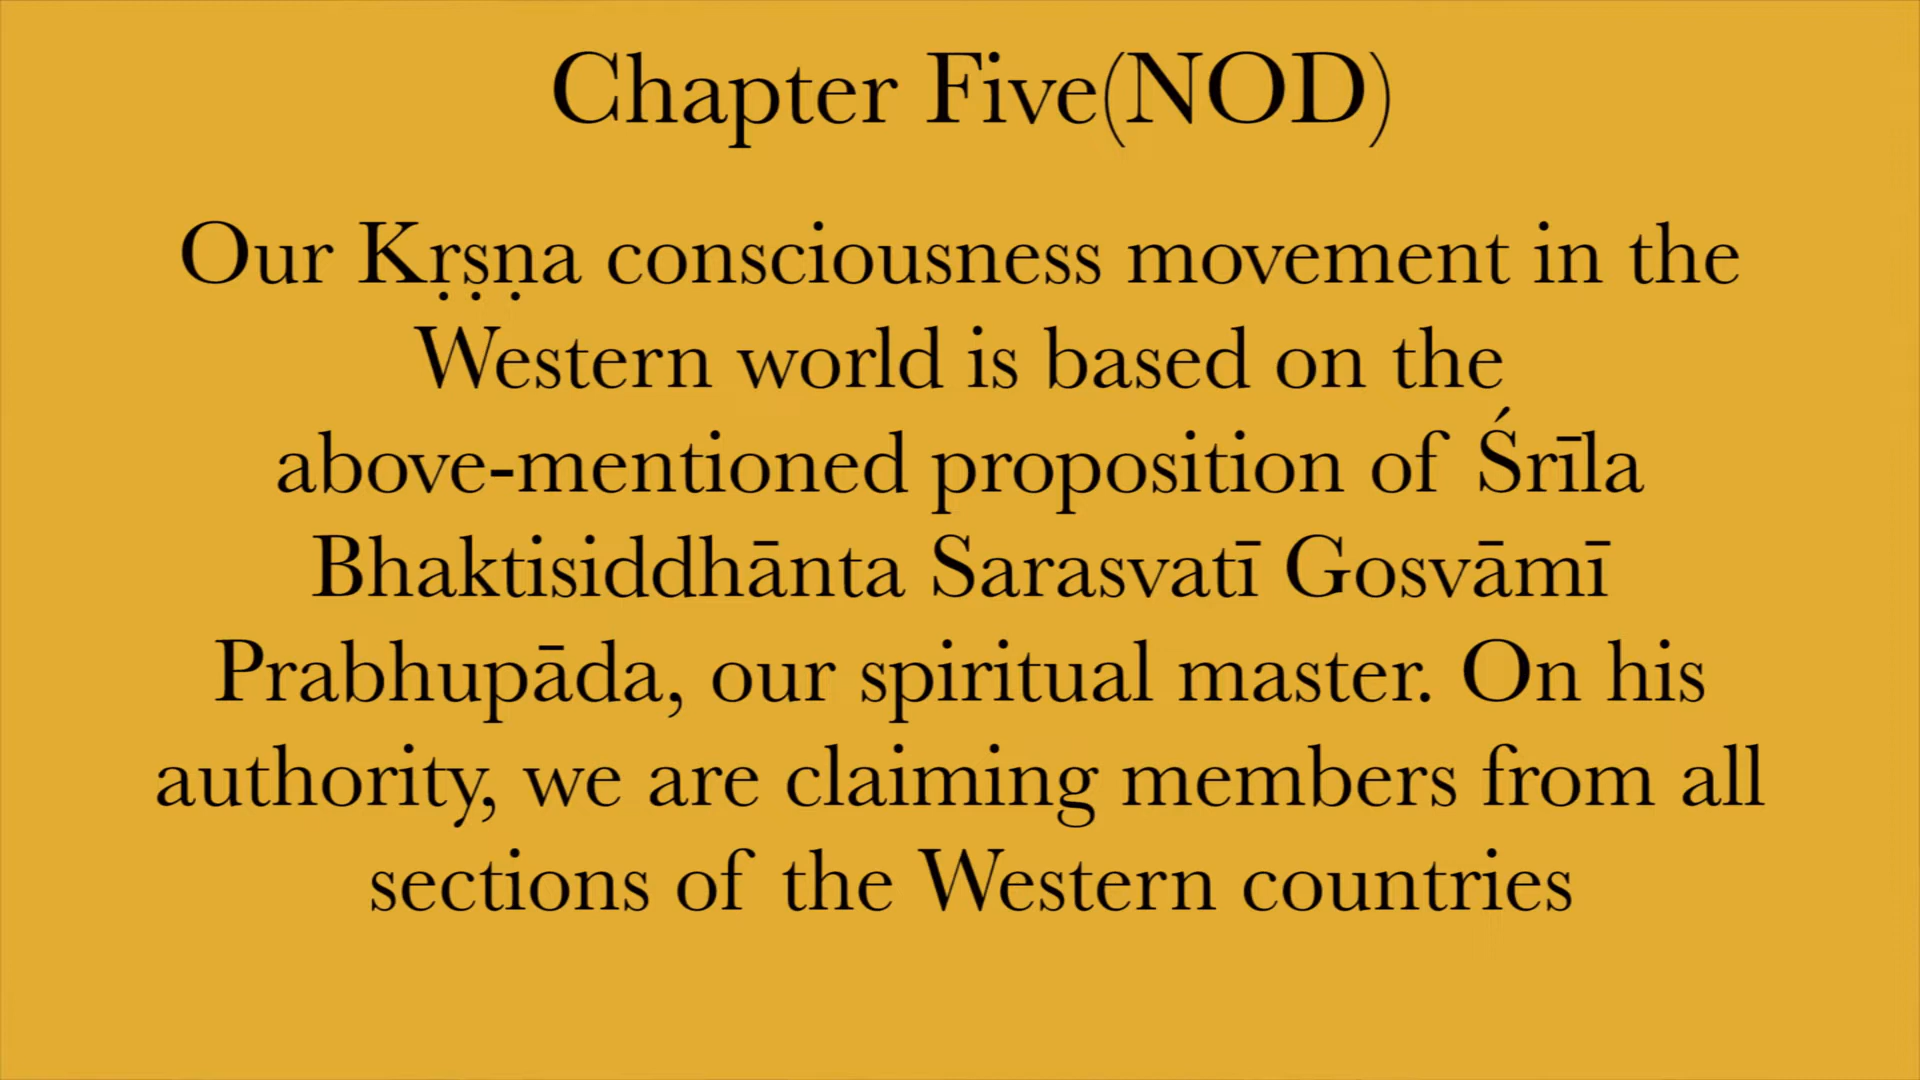 Chapter Five(NOD)
Our Kṛṣṇa consciousness movement in the
Western world is based on the
above-mentioned proposition of Śrīla
Bhaktisiddhānta Sarasvatī Gosvāmī
Prabhupāda, our spiritual master. On his
authority, we are claiming members from all
sections of the Western countries